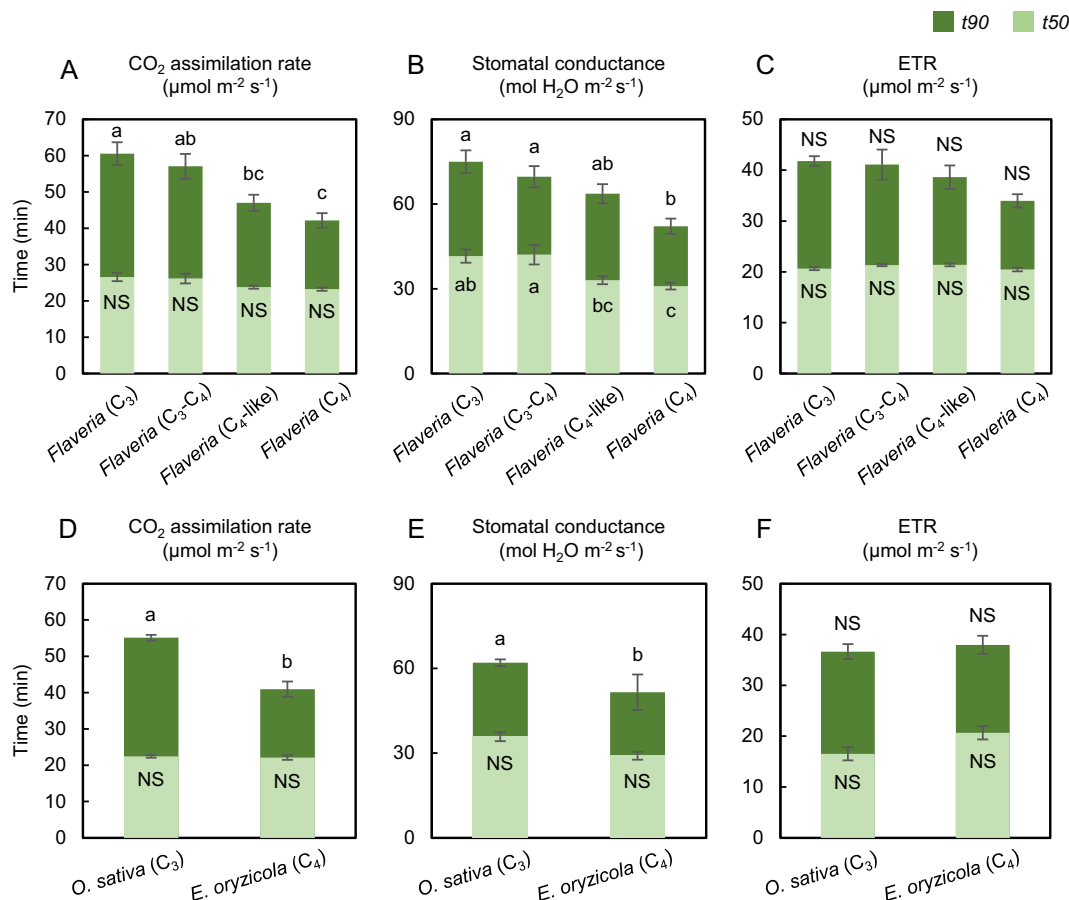 t90 t50
A CO₂ assimilation rate
(µmol m⁻² s⁻¹)
B Stomatal conductance
(mol H₂O m⁻² s⁻¹)
C ETR
(µmol m⁻² s⁻¹)
Time (min)
70
60
50
40
30
20
10
0
a ab bc c
NS NS NS NS
Flaveria (C₃)
Flaveria (C₃-C₄)
Flaveria (C₄-like)
Flaveria (C₄)
90
60
30
0
a a ab b
ab a bc c
Flaveria (C₃)
Flaveria (C₃-C₄)
Flaveria (C₄-like)
Flaveria (C₄)
50
40
30
20
10
0
NS NS NS NS
NS NS NS NS
Flaveria (C₃)
Flaveria (C₃-C₄)
Flaveria (C₄-like)
Flaveria (C₄)
D CO₂ assimilation rate
(µmol m⁻² s⁻¹)
E Stomatal conductance
(mol H₂O m⁻² s⁻¹)
F ETR
(µmol m⁻² s⁻¹)
Time (min)
70
60
50
40
30
20
10
0
a b
NS NS
O. sativa (C₃)
E. oryzicola (C₄)
90
60
30
0
a b
NS NS
O. sativa (C₃)
E. oryzicola (C₄)
50
40
30
20
10
0
NS NS
NS NS
O. sativa (C₃)
E. oryzicola (C₄)